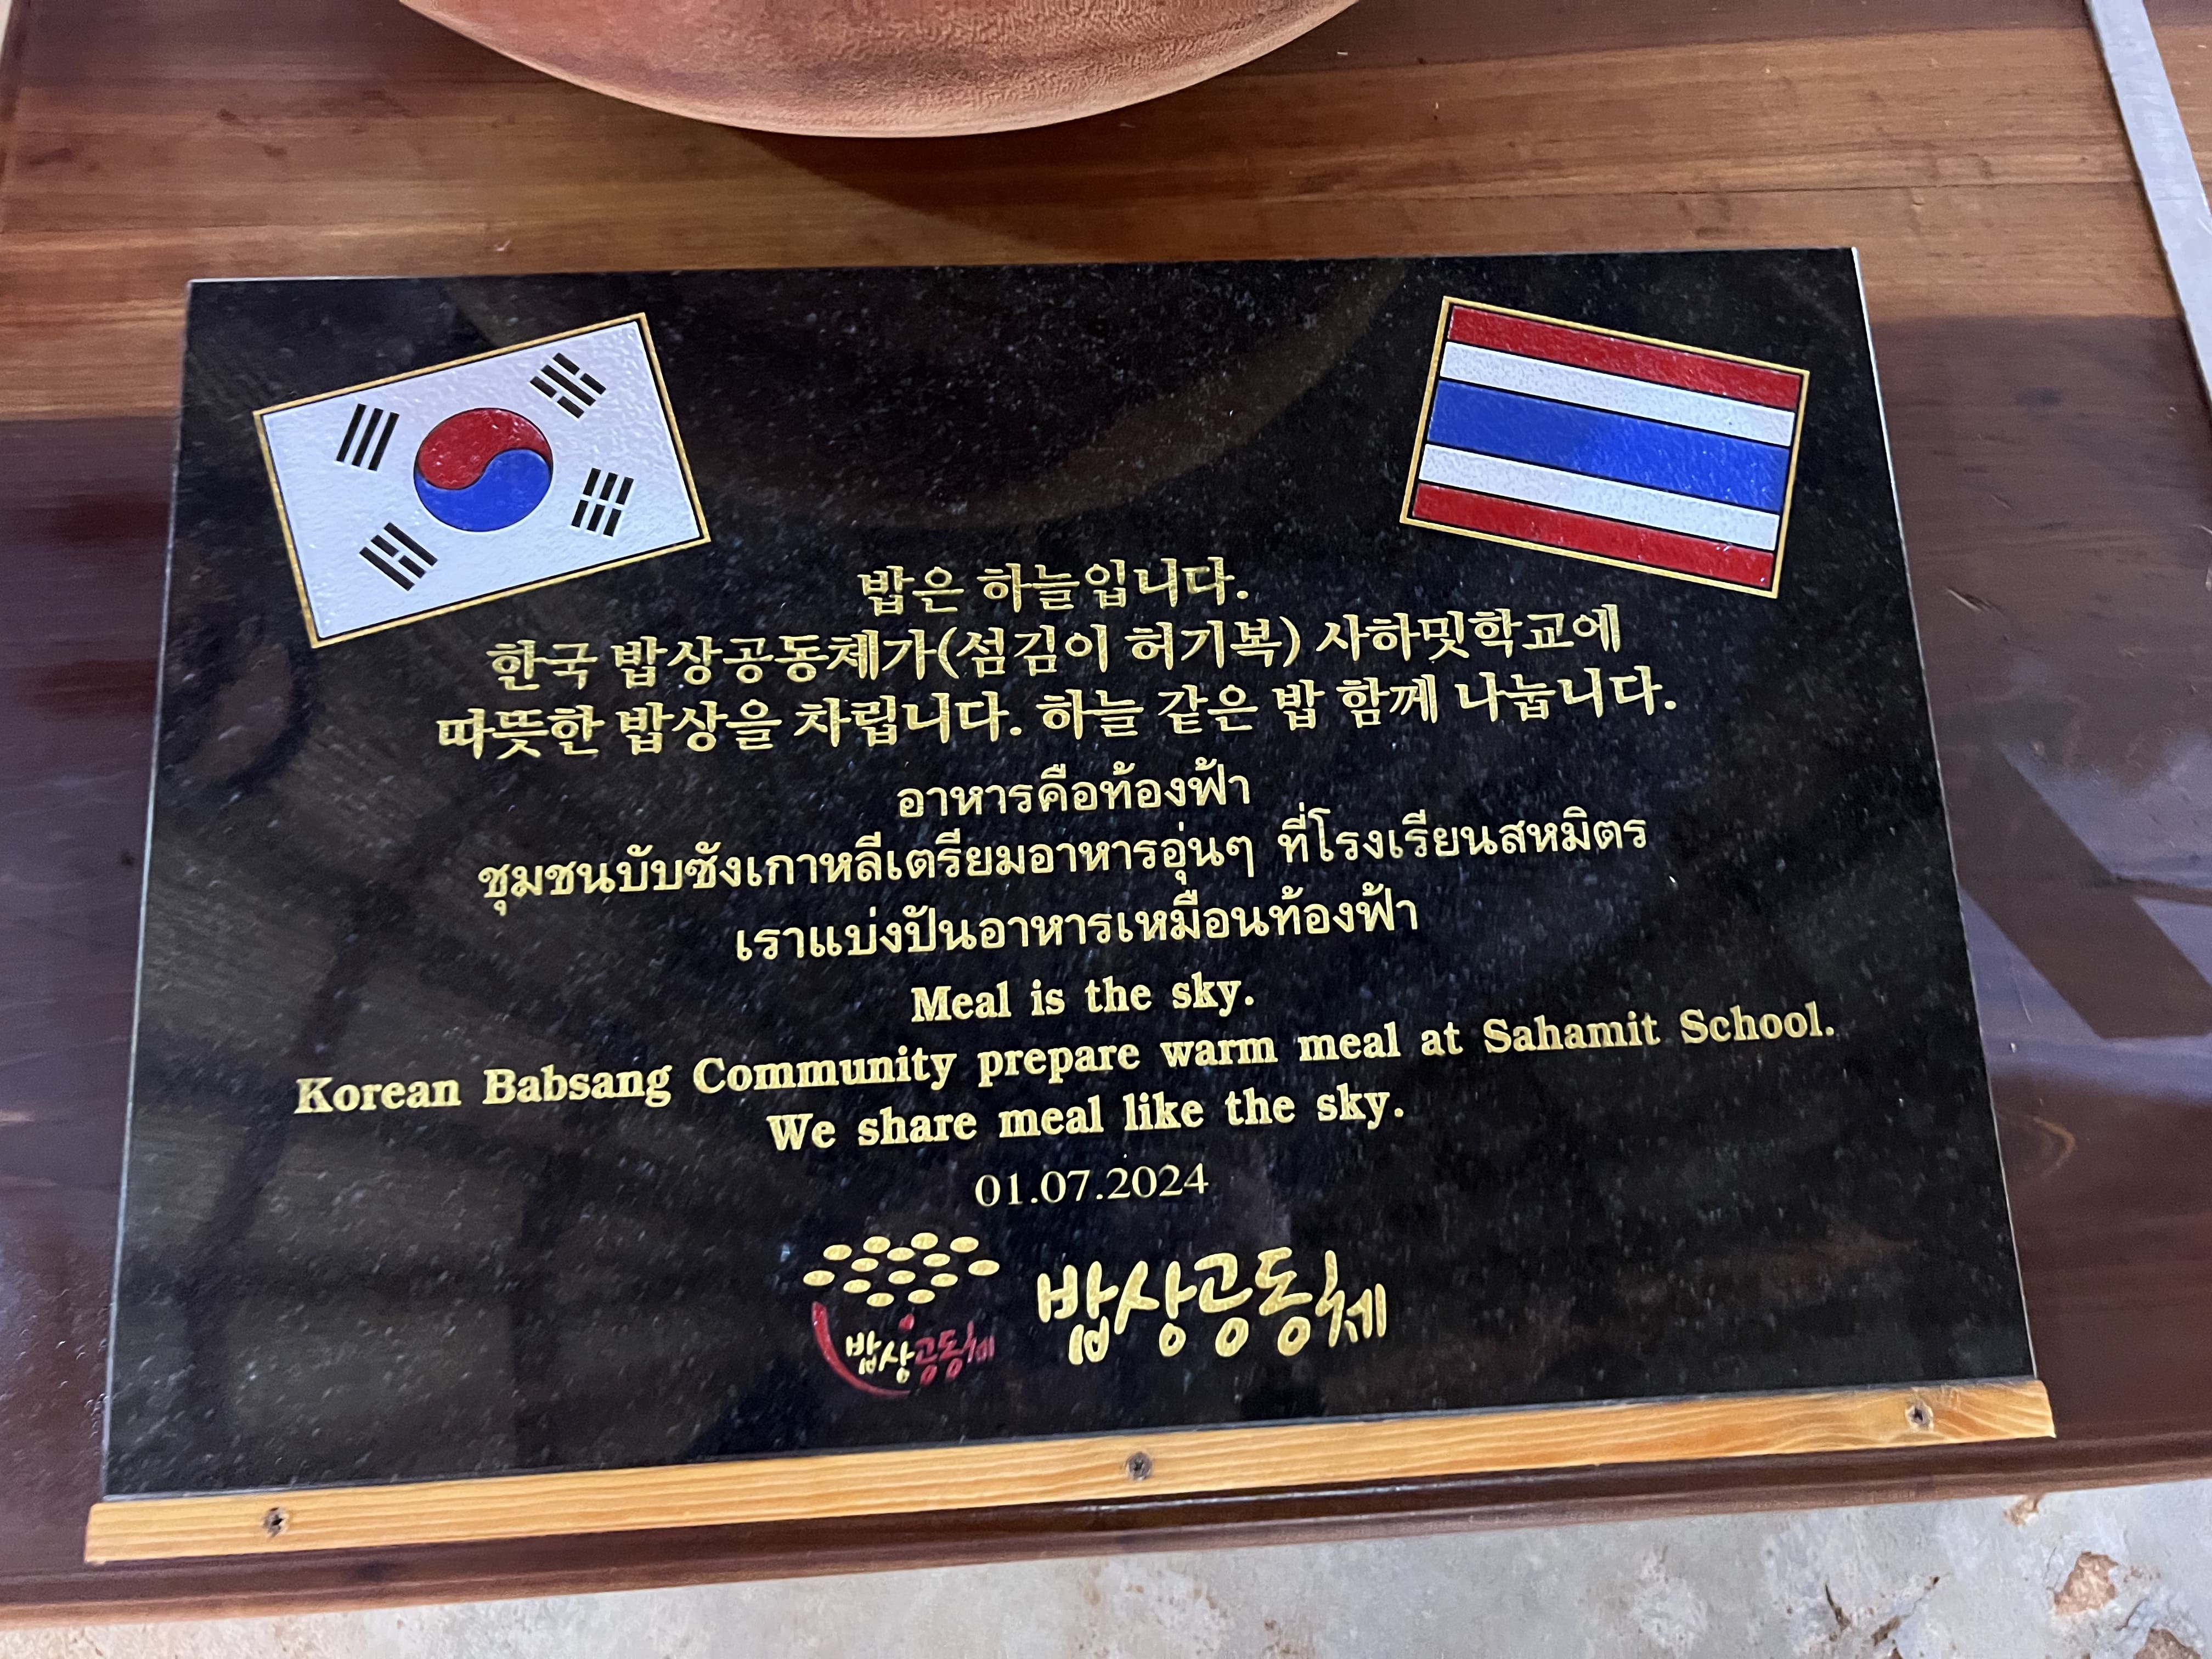 밥은 하늘입니다.
한국 밥상공동체가(섬김이 허기복) 사하밋학교에
따뜻한 밥상을 차립니다. 하늘 같은 밥 함께 나눕니다.
อาหารคือท้องฟ้า
ชุมชนบับซังเกาหลีเตรียมอาหารอุ่นๆ ที่โรงเรียนสหมิตร
เราแบ่งปันอาหารเหมือนท้องฟ้า
Meal is the sky.
Korean Babsang Community prepare warm meal at Sahamit School.
We share meal like the sky.
01.07.2024
밥상공동체
밥상공동체